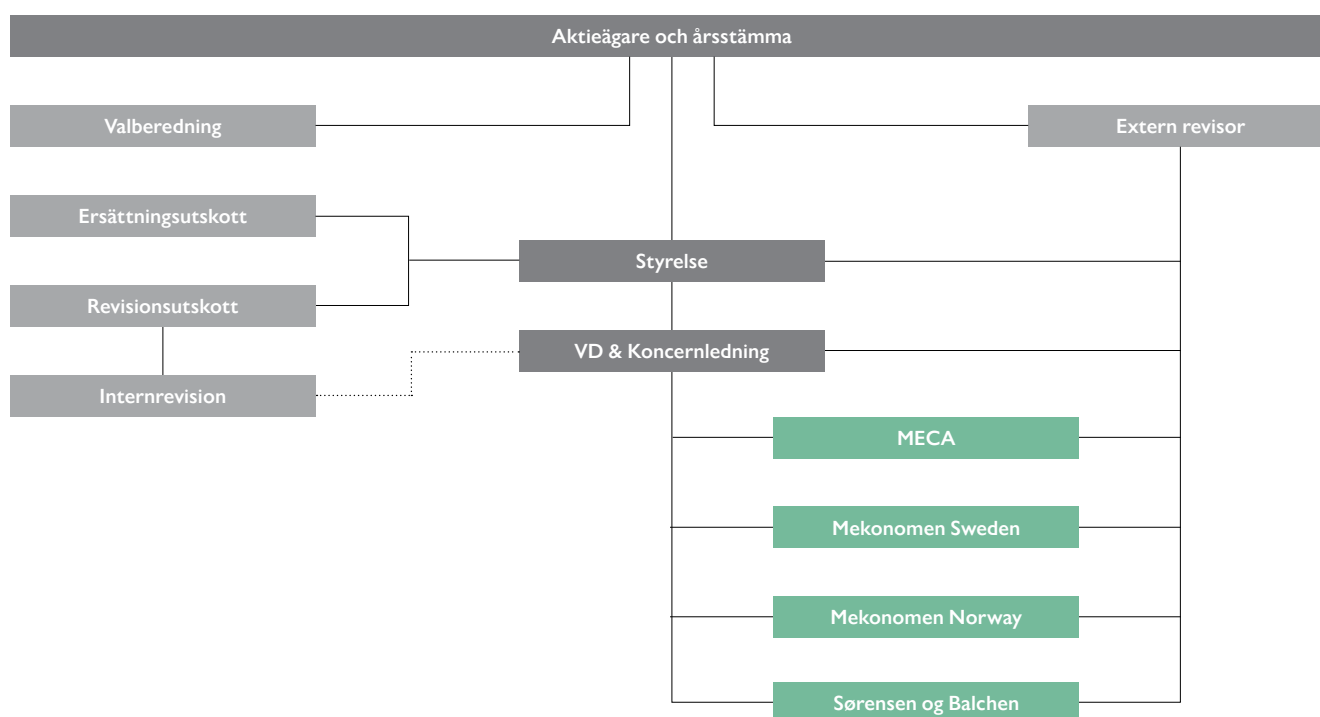 Aktieägare och årsstämma
Valberedning
Extern revisor
Ersättningsutskott
Styrelse
Revisionsutskott
VD & Koncernledning
Internrevision
MECA
Mekonomen Sweden
Mekonomen Norway
Sørensen og Balchen